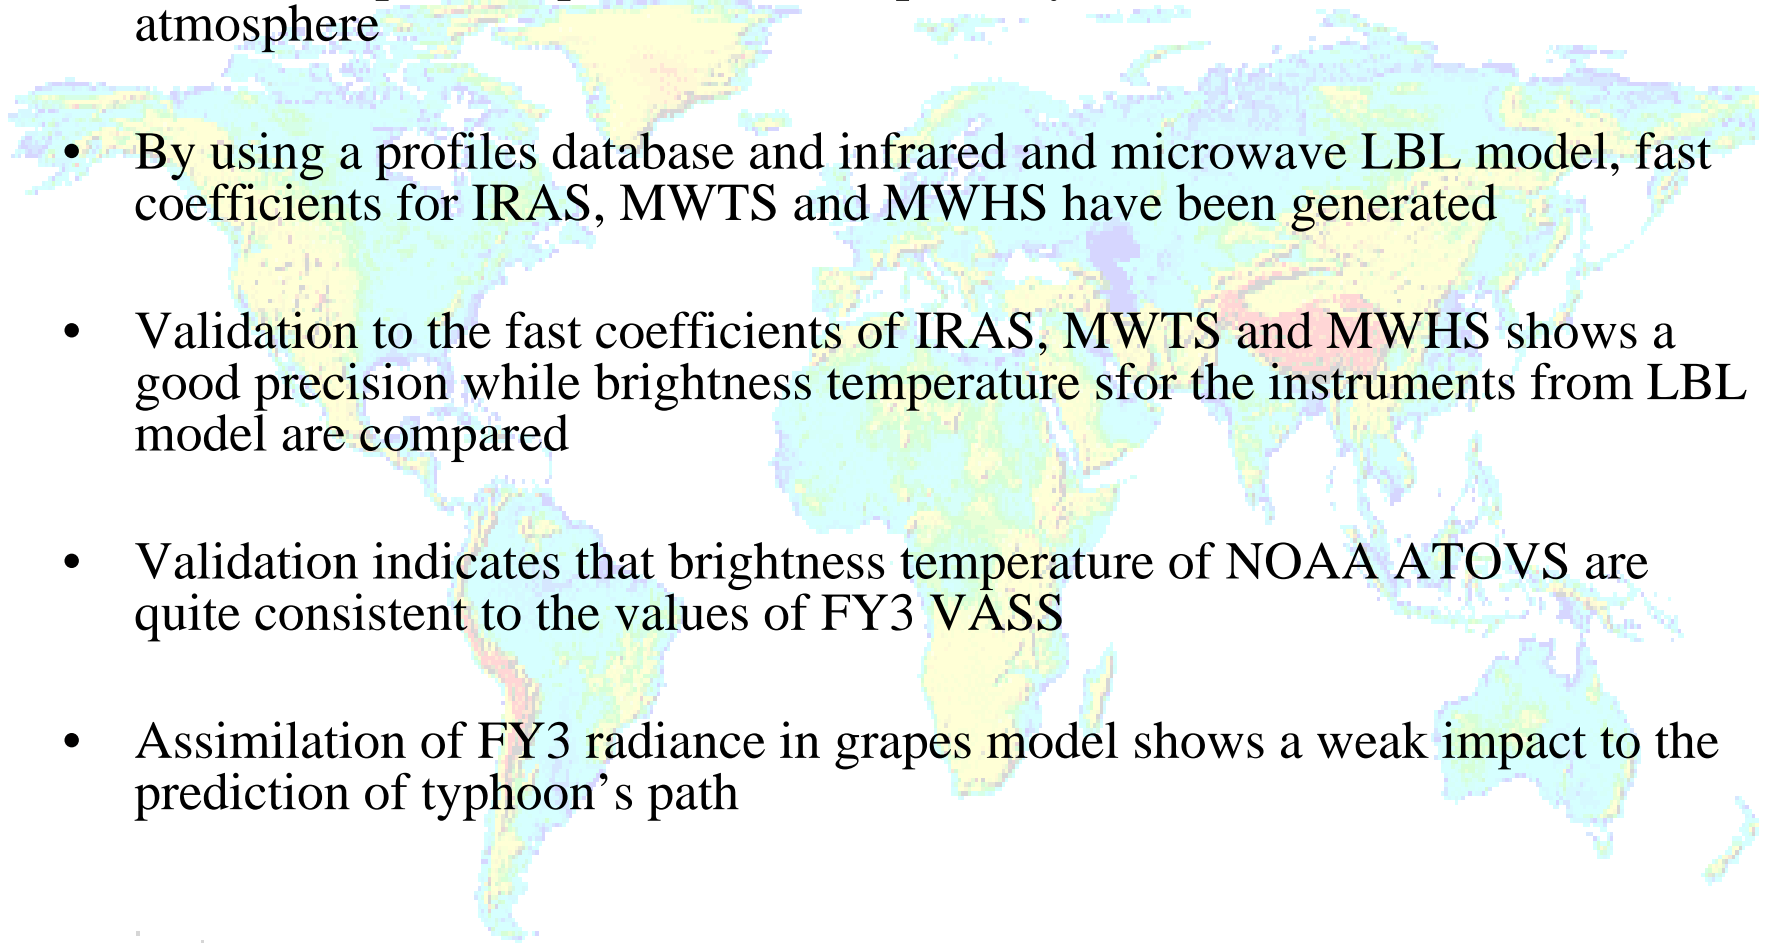 atmosphere
• By using a profiles database and infrared and microwave LBL model, fast
coefficients for IRAS, MWTS and MWHS have been generated
• Validation to the fast coefficients of IRAS, MWTS and MWHS shows a
good precision while brightness temperature sfor the instruments from LBL
model are compared
• Validation indicates that brightness temperature of NOAA ATOVS are
quite consistent to the values of FY3 VASS
• Assimilation of FY3 radiance in grapes model shows a weak impact to the
prediction of typhoon’s path